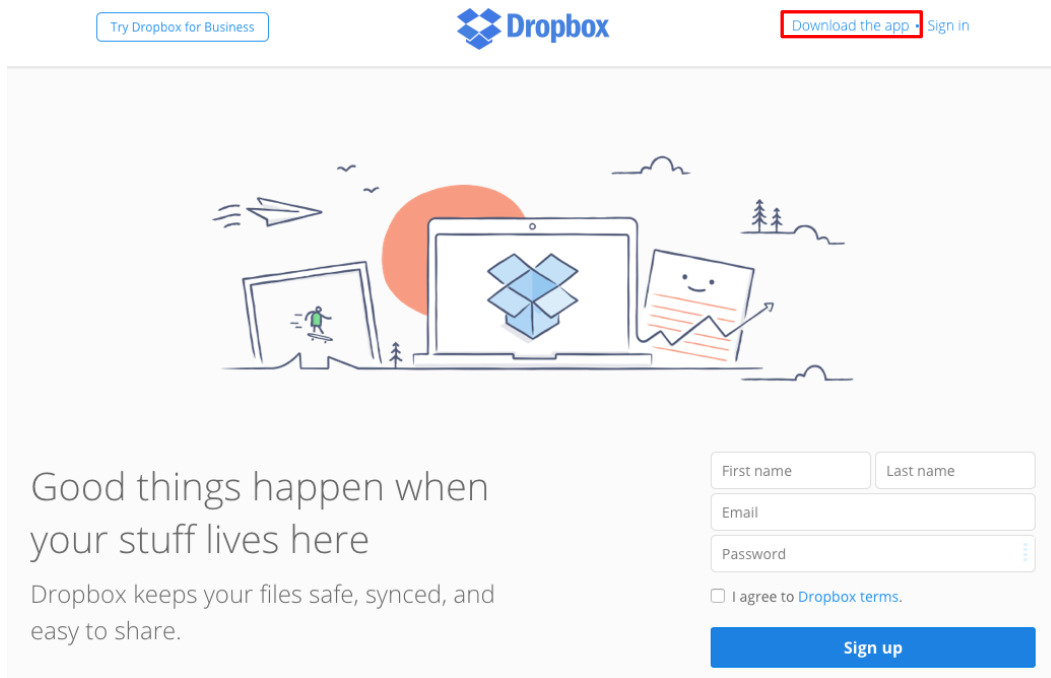 Try Dropbox for Business
Dropbox
Download the app • Sign in
Good things happen when
your stuff lives here
Dropbox keeps your files safe, synced, and
easy to share.
First name
Last name
Email
Password
I agree to Dropbox terms.
Sign up